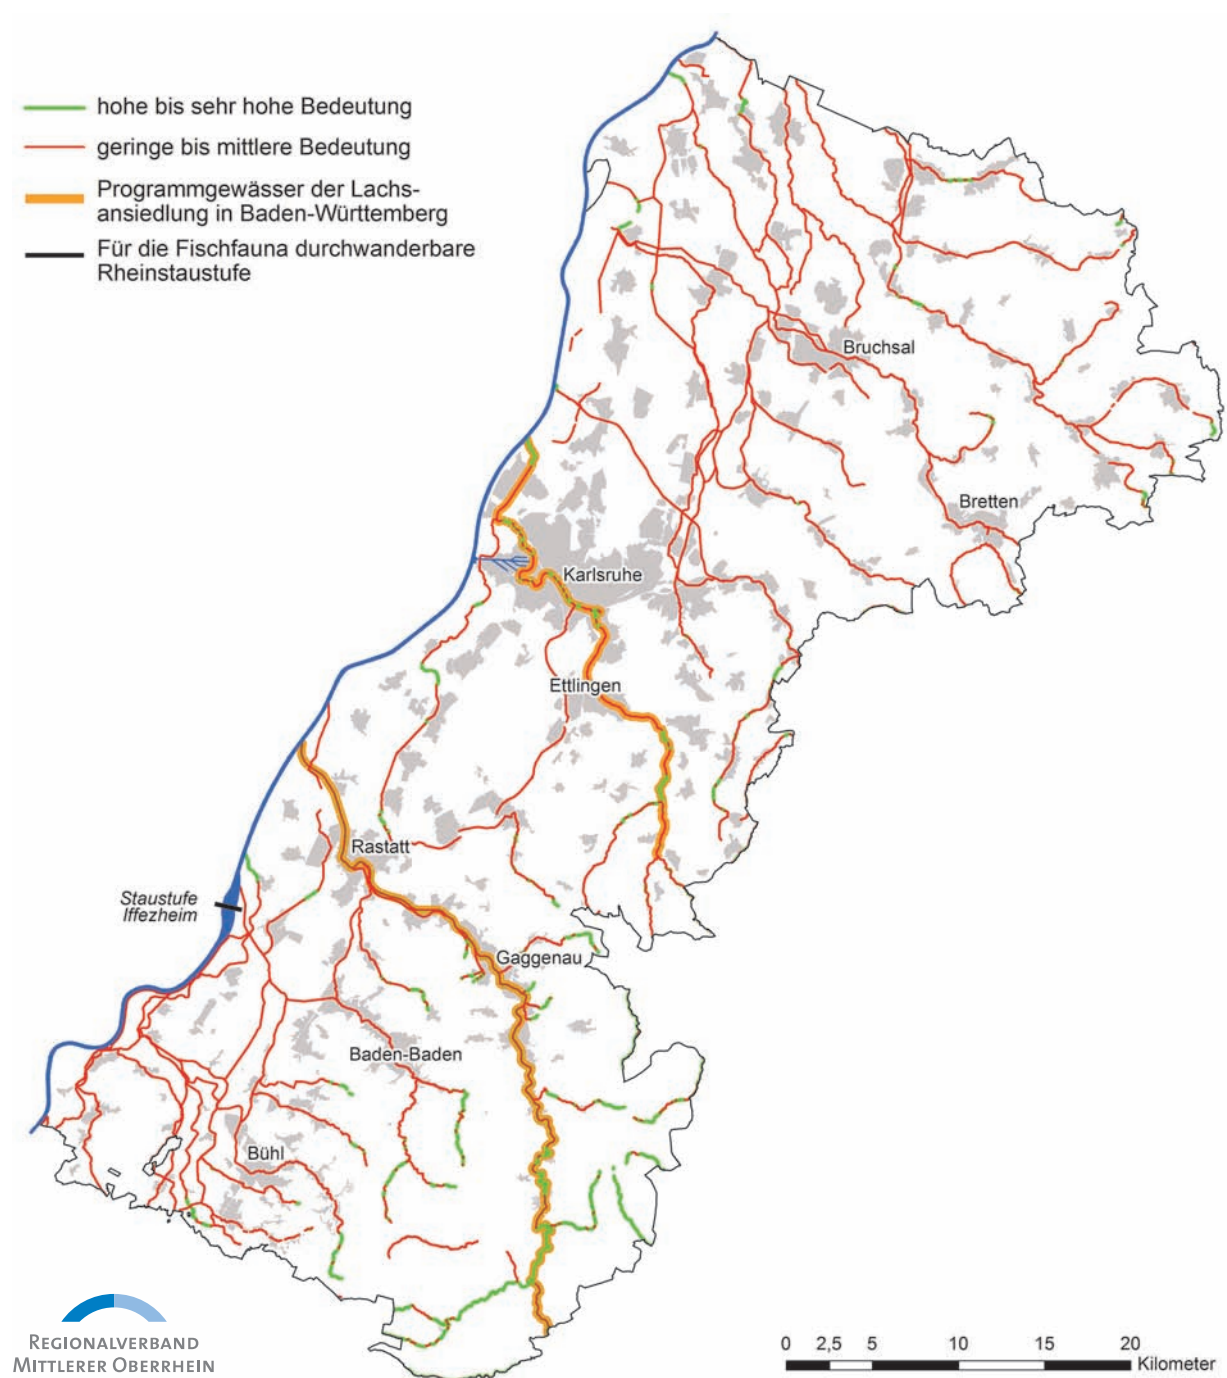 hohe bis sehr hohe Bedeutung
geringe bis mittlere Bedeutung
Programmgewässer der Lachs-
ansiedlung in Baden-Württemberg
Für die Fischfauna durchwanderbare
Rheinstaustufe
Bruchsal
Bretten
Karlsruhe
Ettlingen
Rastatt
Staustufe
Iffezheim
Gaggenau
Baden-Baden
Bühl
REGIONALVERBAND
MITTLERER OBERRHEIN
0 2,5 5 10 15 20
Kilometer